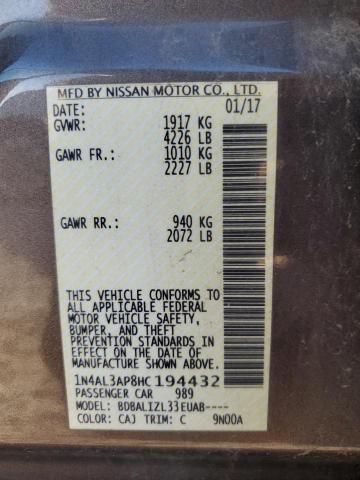 MFD BY NISSAN MOTOR CO., LTD.
DATE: 01/17
GVWR: 1917 KG
4226 LB
GAWR FR.: 1010 KG
2227 LB
GAWR RR.: 940 KG
2072 LB
THIS VEHICLE CONFORMS TO
ALL APPLICABLE FEDERAL
MOTOR VEHICLE SAFETY,
BUMPER, AND THEFT
PREVENTION STANDARDS IN
EFFECT ON THE DATE OF
MANUFACTURE SHOWN ABOVE.
1N4AL3AP8HC194432
PASSENGER CAR 989
MODEL: BDBALIZL33EUAB----
COLOR: CAJ TRIM: C 9N00A